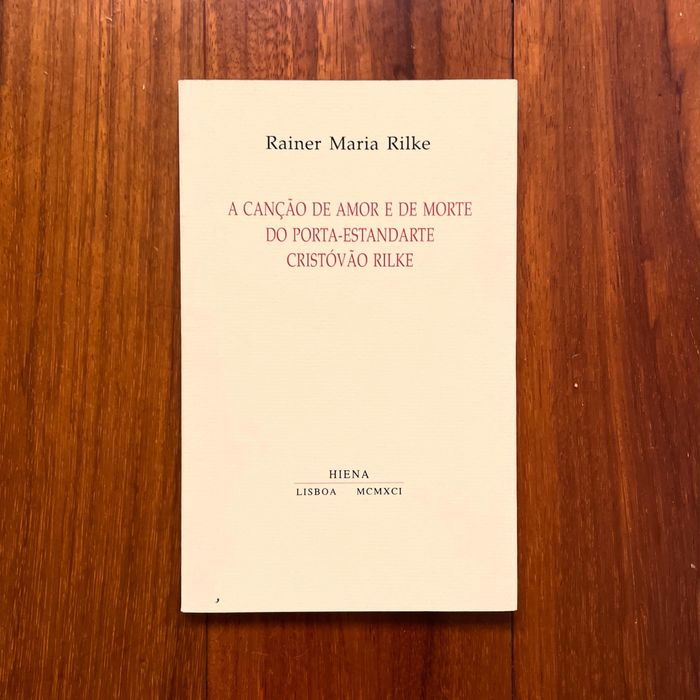 Rainer Maria Rilke
A CANÇÃO DE AMOR E DE MORTE
DO PORTA-ESTANDARTE
CRISTÓVÃO RILKE
HIENA
LISBOA MCMXCI